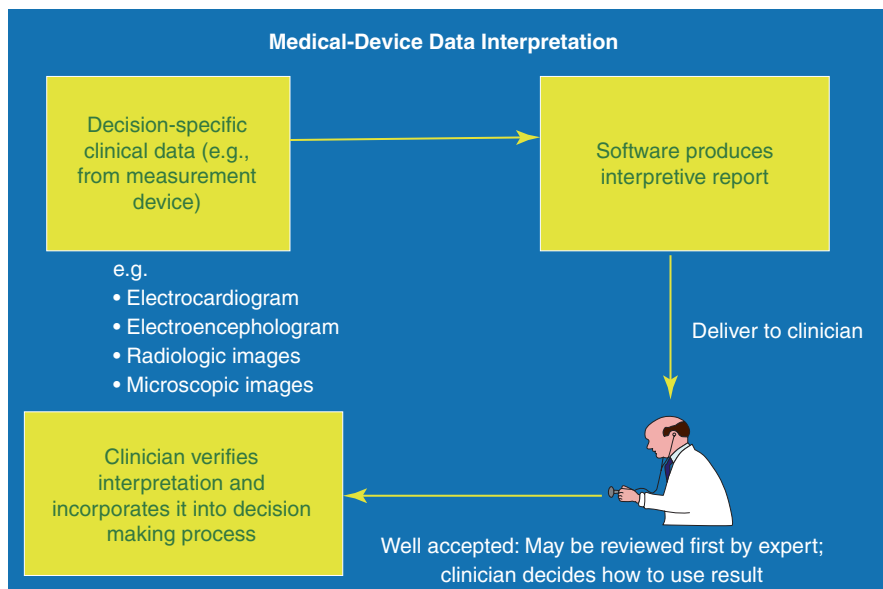 Medical-Device Data Interpretation
Decision-specific
clinical data (e.g.,
from measurement
device)
Software produces
interpretive report
e.g.
• Electrocardiogram
• Electroencephologram
• Radiologic images
• Microscopic images
Deliver to clinician
Clinician verifies
interpretation and
incorporates it into decision
making process
Well accepted: May be reviewed first by expert;
clinician decides how to use result